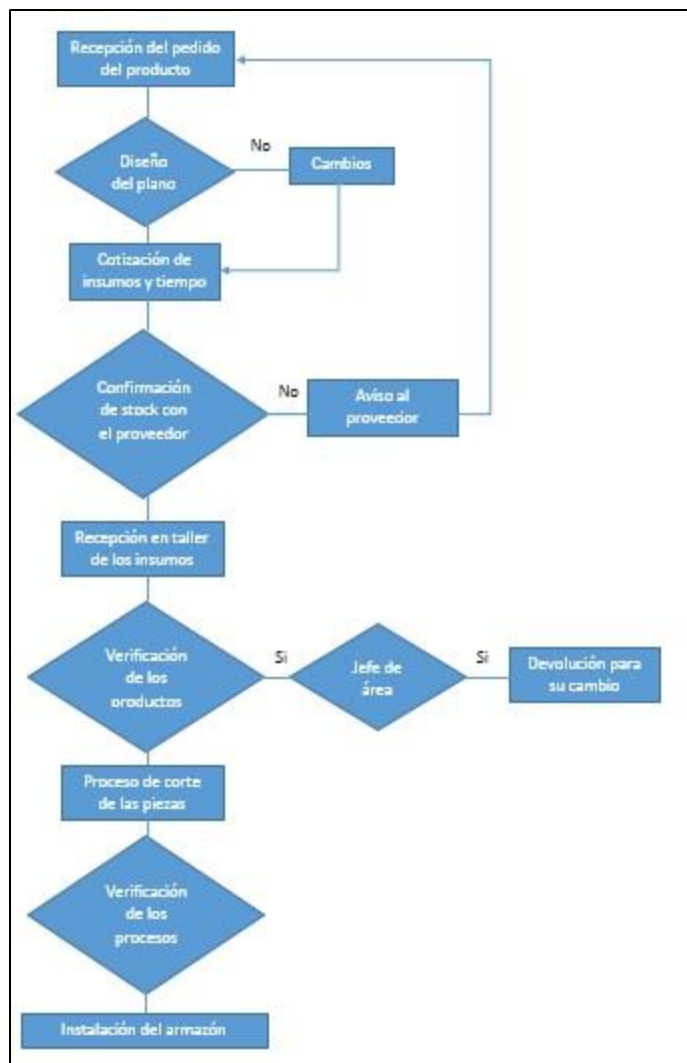 Recepción del pedido
del producto
Diseño
del plano
No
Cambios
Cotización de
insumos y tiempo
Confirmación
de stock con
el proveedor
No
Aviso al
proveedor
Recepción en taller
de los insumos
Verificación
de los
productos
Si
Jefe de
área
Si
Devolución para
su cambio
Proceso de corte
de las piezas
Verificación
de los
procesos
Instalación del armazón